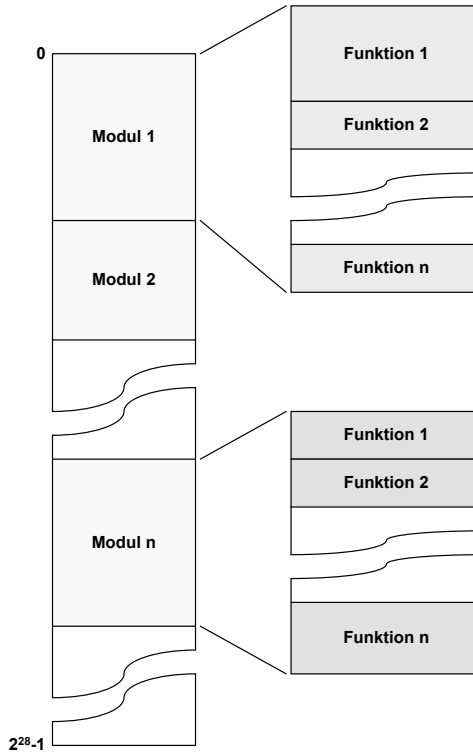 0
Modul 1
Modul 2
Modul n
2²⁸-1
Funktion 1
Funktion 2
Funktion n
Funktion 1
Funktion 2
Funktion n